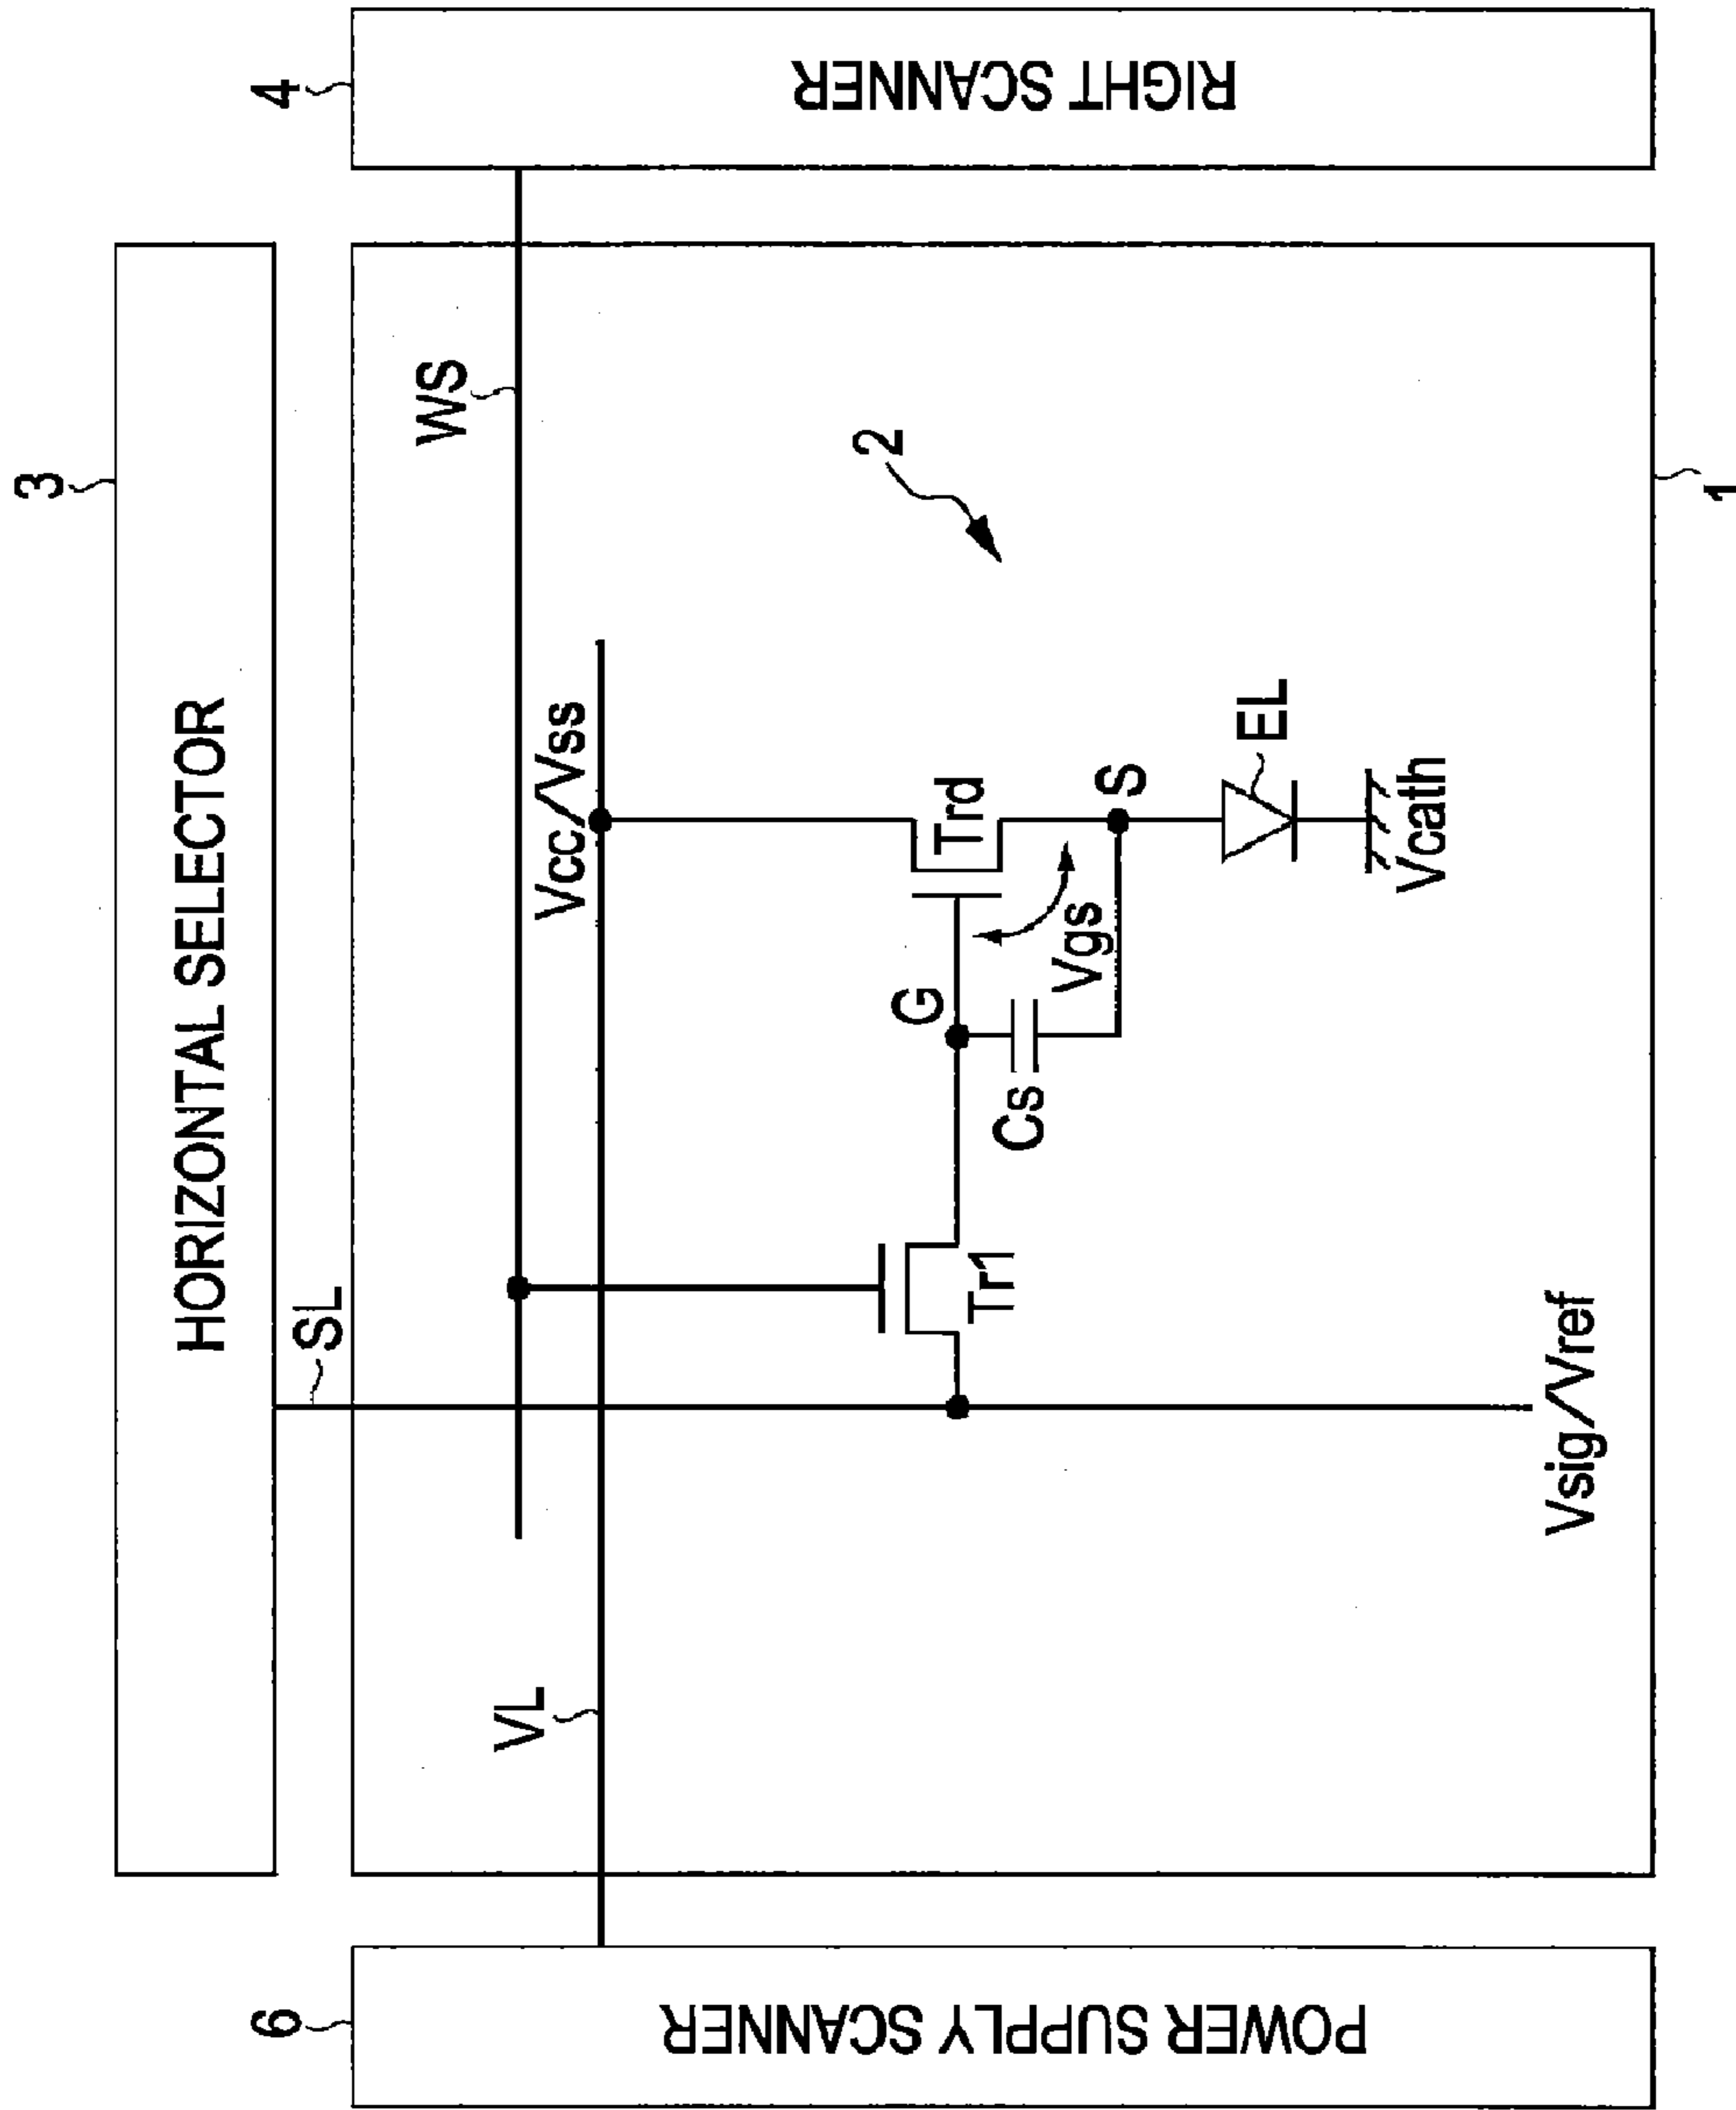 3
HORIZONTAL SELECTOR
SL
6
POWER SUPPLY SCANNER
4
RIGHT SCANNER
WS
VL
Vcc/Vss
2
Trd
G
Tr1
Cs
Vgs
S
EL
Vcath
Vsig/Vref
1